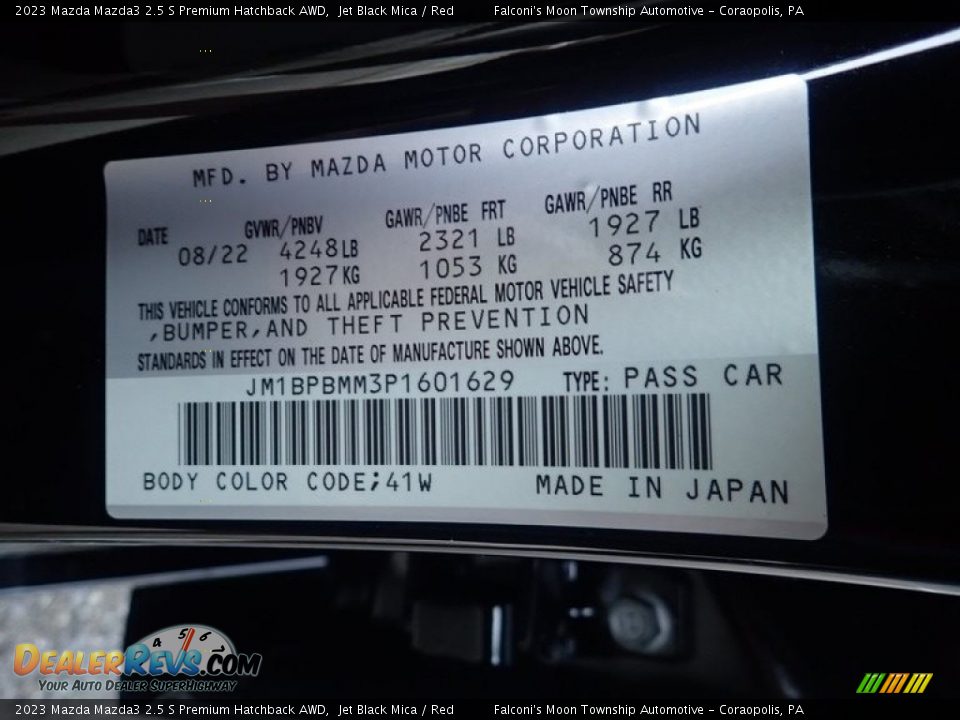 2023 Mazda Mazda3 2.5 S Premium Hatchback AWD, Jet Black Mica / Red Falconi's Moon Township Automotive - Coraopolis, PA
MFD. BY MAZDA MOTOR CORPORATION
DATE GVWR/PNBV GAWR/PNBE FRT GAWR/PNBE RR
08/22 4248LB 2321 LB 1927 LB
1927KG 1053 KG 874 KG
THIS VEHICLE CONFORMS TO ALL APPLICABLE FEDERAL MOTOR VEHICLE SAFETY
,BUMPER,AND THEFT PREVENTION
STANDARDS IN EFFECT ON THE DATE OF MANUFACTURE SHOWN ABOVE.
JM1BPBMM3P1601629 TYPE: PASS CAR
BODY COLOR CODE;41W MADE IN JAPAN
4 5 6
DEALERREVS.COM
YOUR AUTO DEALER SUPERHIGHWAY
2023 Mazda Mazda3 2.5 S Premium Hatchback AWD, Jet Black Mica / Red Falconi's Moon Township Automotive - Coraopolis, PA